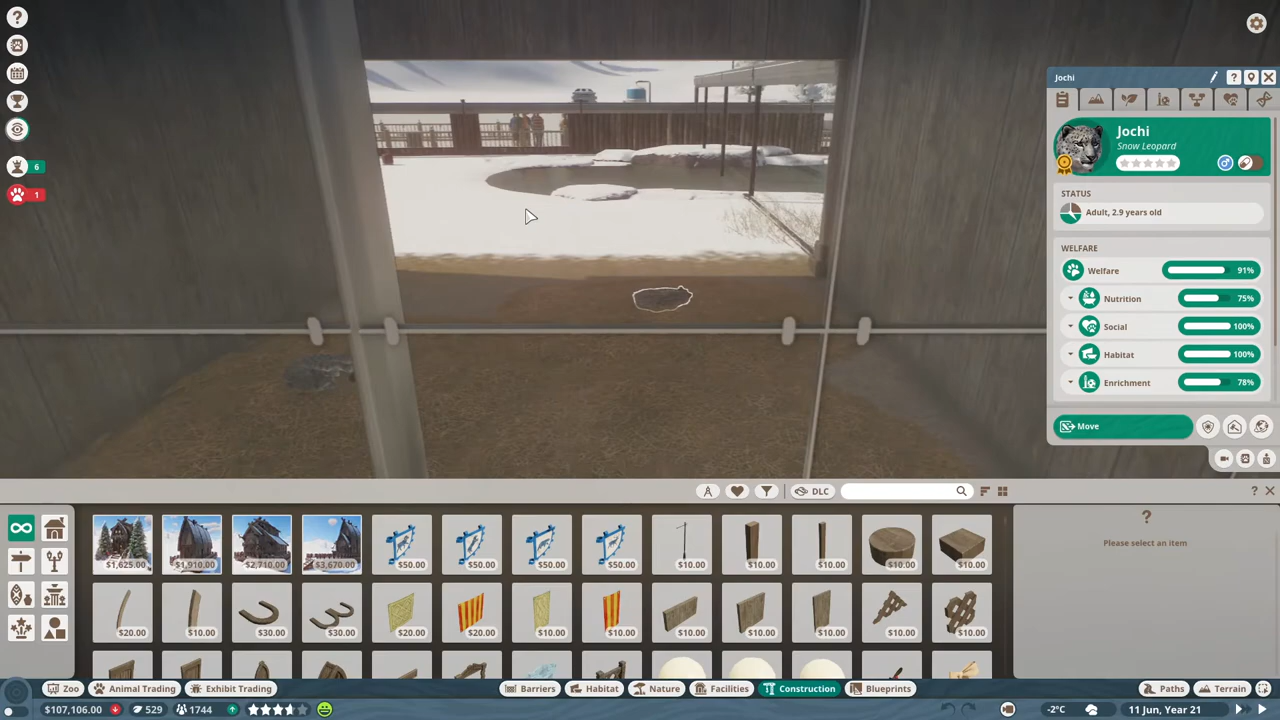 6
1
Jochi
Jochi
Snow Leopard
STATUS
Adult, 2.9 years old
WELFARE
Welfare 91%
Nutrition 75%
Social 100%
Habitat 100%
Enrichment 78%
Move
DLC
$1,625.00 $1,910.00 $2,710.00 $3,670.00 $50.00 $50.00 $50.00 $50.00 $10.00 $10.00 $10.00 $10.00 $10.00
$20.00 $10.00 $30.00 $30.00 $20.00 $20.00 $10.00 $10.00 $10.00 $10.00 $10.00 $10.00 $10.00
?
Please select an item
Zoo Animal Trading Exhibit Trading Barriers Habitat Nature Facilities Construction Blueprints Paths Terrain
$107,106.00 529 1744 -2°C 11 Jun, Year 21